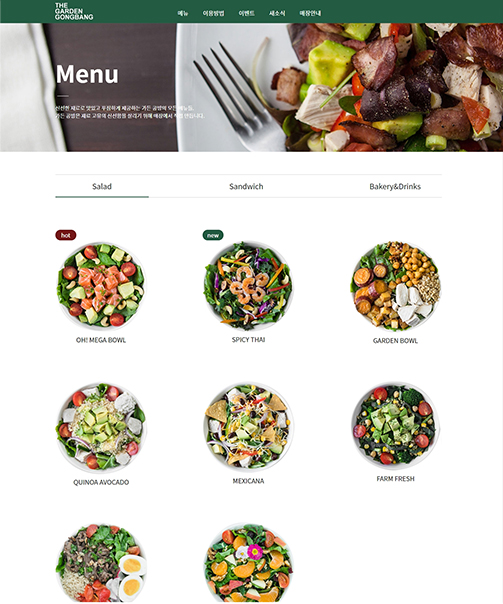 THE
GARDEN
GONGBANG
메뉴 이용방법 이벤트 새소식 매장안내
Menu
신선한 재료로 맛있고 푸짐하게 제공하는 가든 공방의 모든 메뉴들,
가든 공방은 재료 고유의 신선함을 살리기 위해 매장에서 직접 만듭니다.
Salad Sandwich Bakery&Drinks
hot new
OH! MEGA BOWL SPICY THAI GARDEN BOWL
QUINOA AVOCADO MEXICANA FARM FRESH